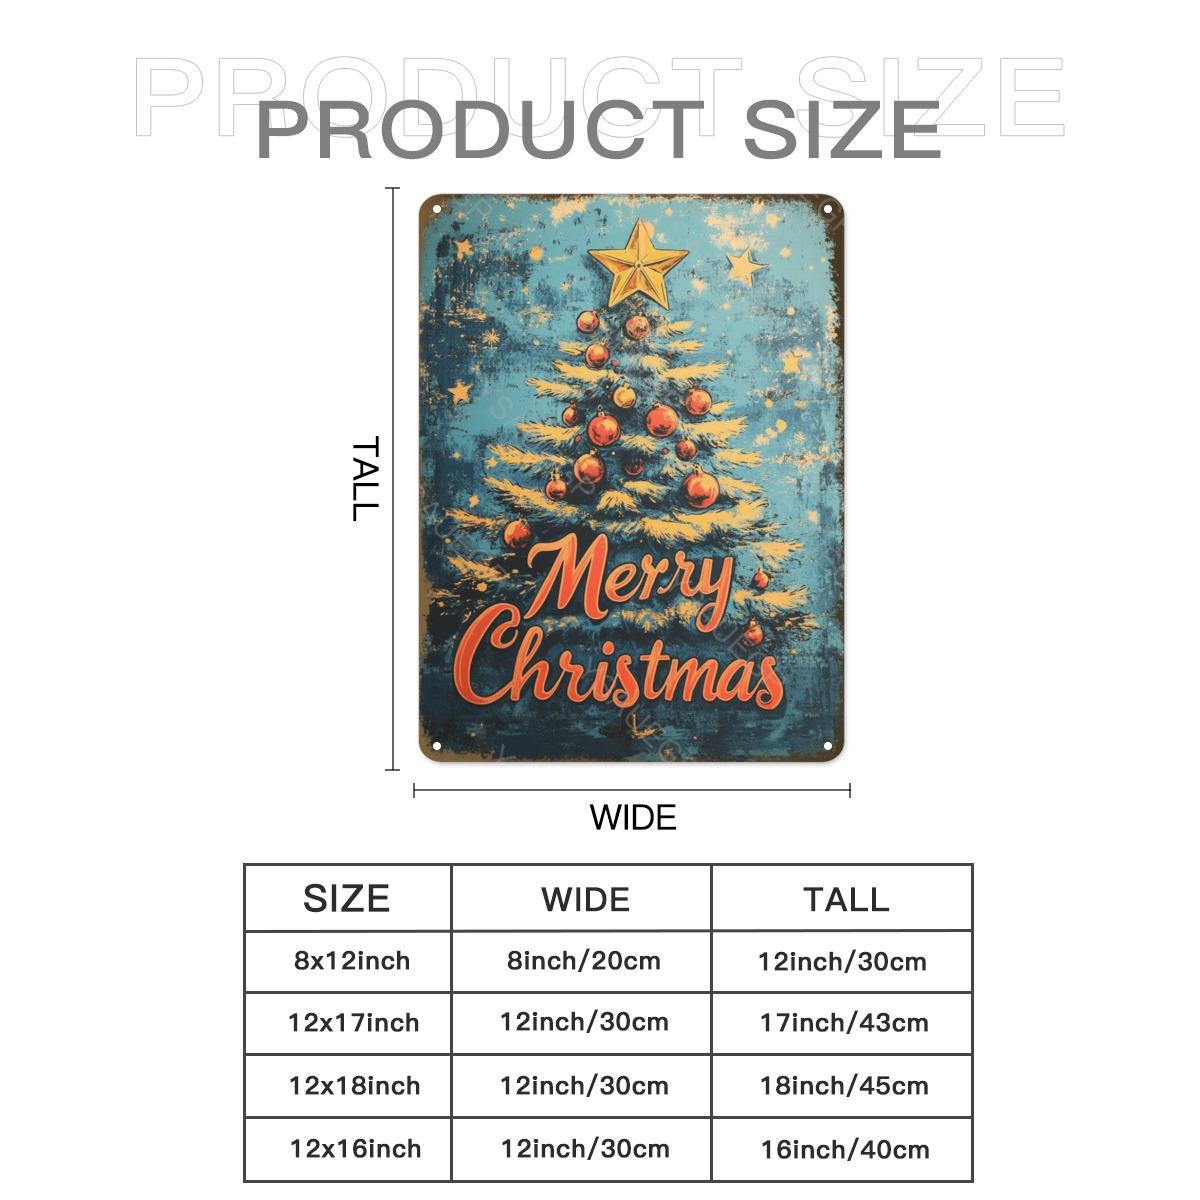 PRODUCT SIZE
PRODUCT SIZE
TALL
Merry
Christmas
WIDE
SIZE WIDE TALL
8x12inch 8inch/20cm 12inch/30cm
12x17inch 12inch/30cm 17inch/43cm
12x18inch 12inch/30cm 18inch/45cm
12x16inch 12inch/30cm 16inch/40cm